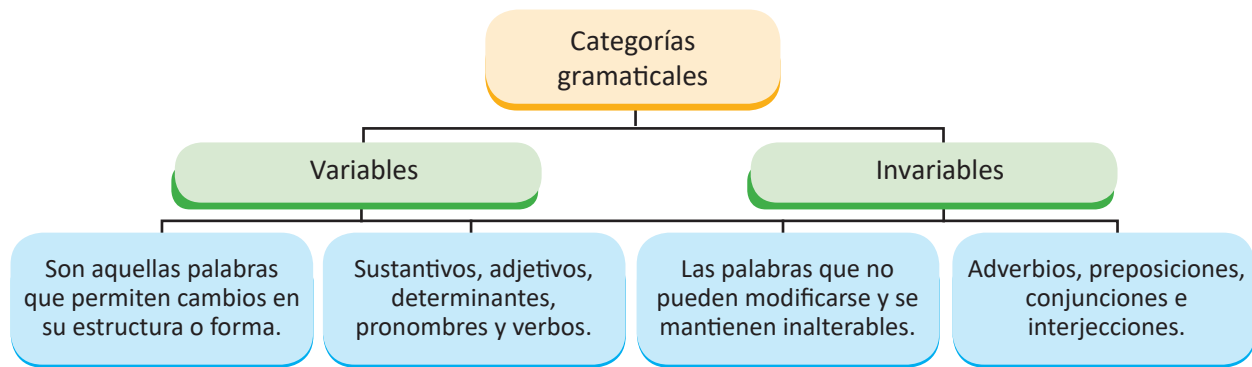 Categorías
gramaticales
Variables
Invariables
Son aquellas palabras
que permiten cambios en
su estructura o forma.
Sustantivos, adjetivos,
determinantes,
pronombres y verbos.
Las palabras que no
pueden modificarse y se
mantienen inalterables.
Adverbios, preposiciones,
conjunciones e
interjecciones.